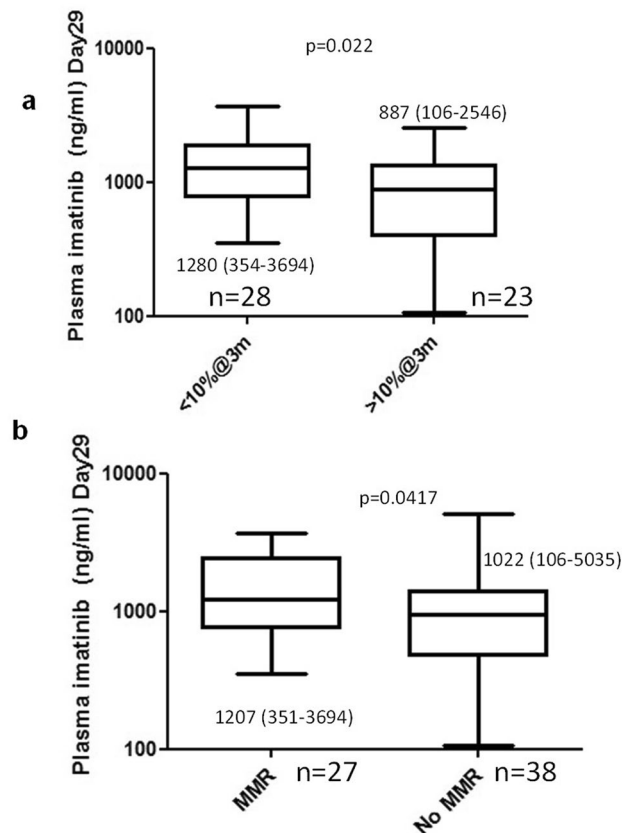 a
Plasma imatinib (ng/ml) Day29
10000
1000
100
p=0.022
887 (106-2546)
1280 (354-3694)
n=28
n=23
<10%@3m
>10%@3m
b
Plasma imatinib (ng/ml) Day29
10000
1000
100
p=0.0417
1022 (106-5035)
1207 (351-3694)
MMR
n=27
No MMR
n=38